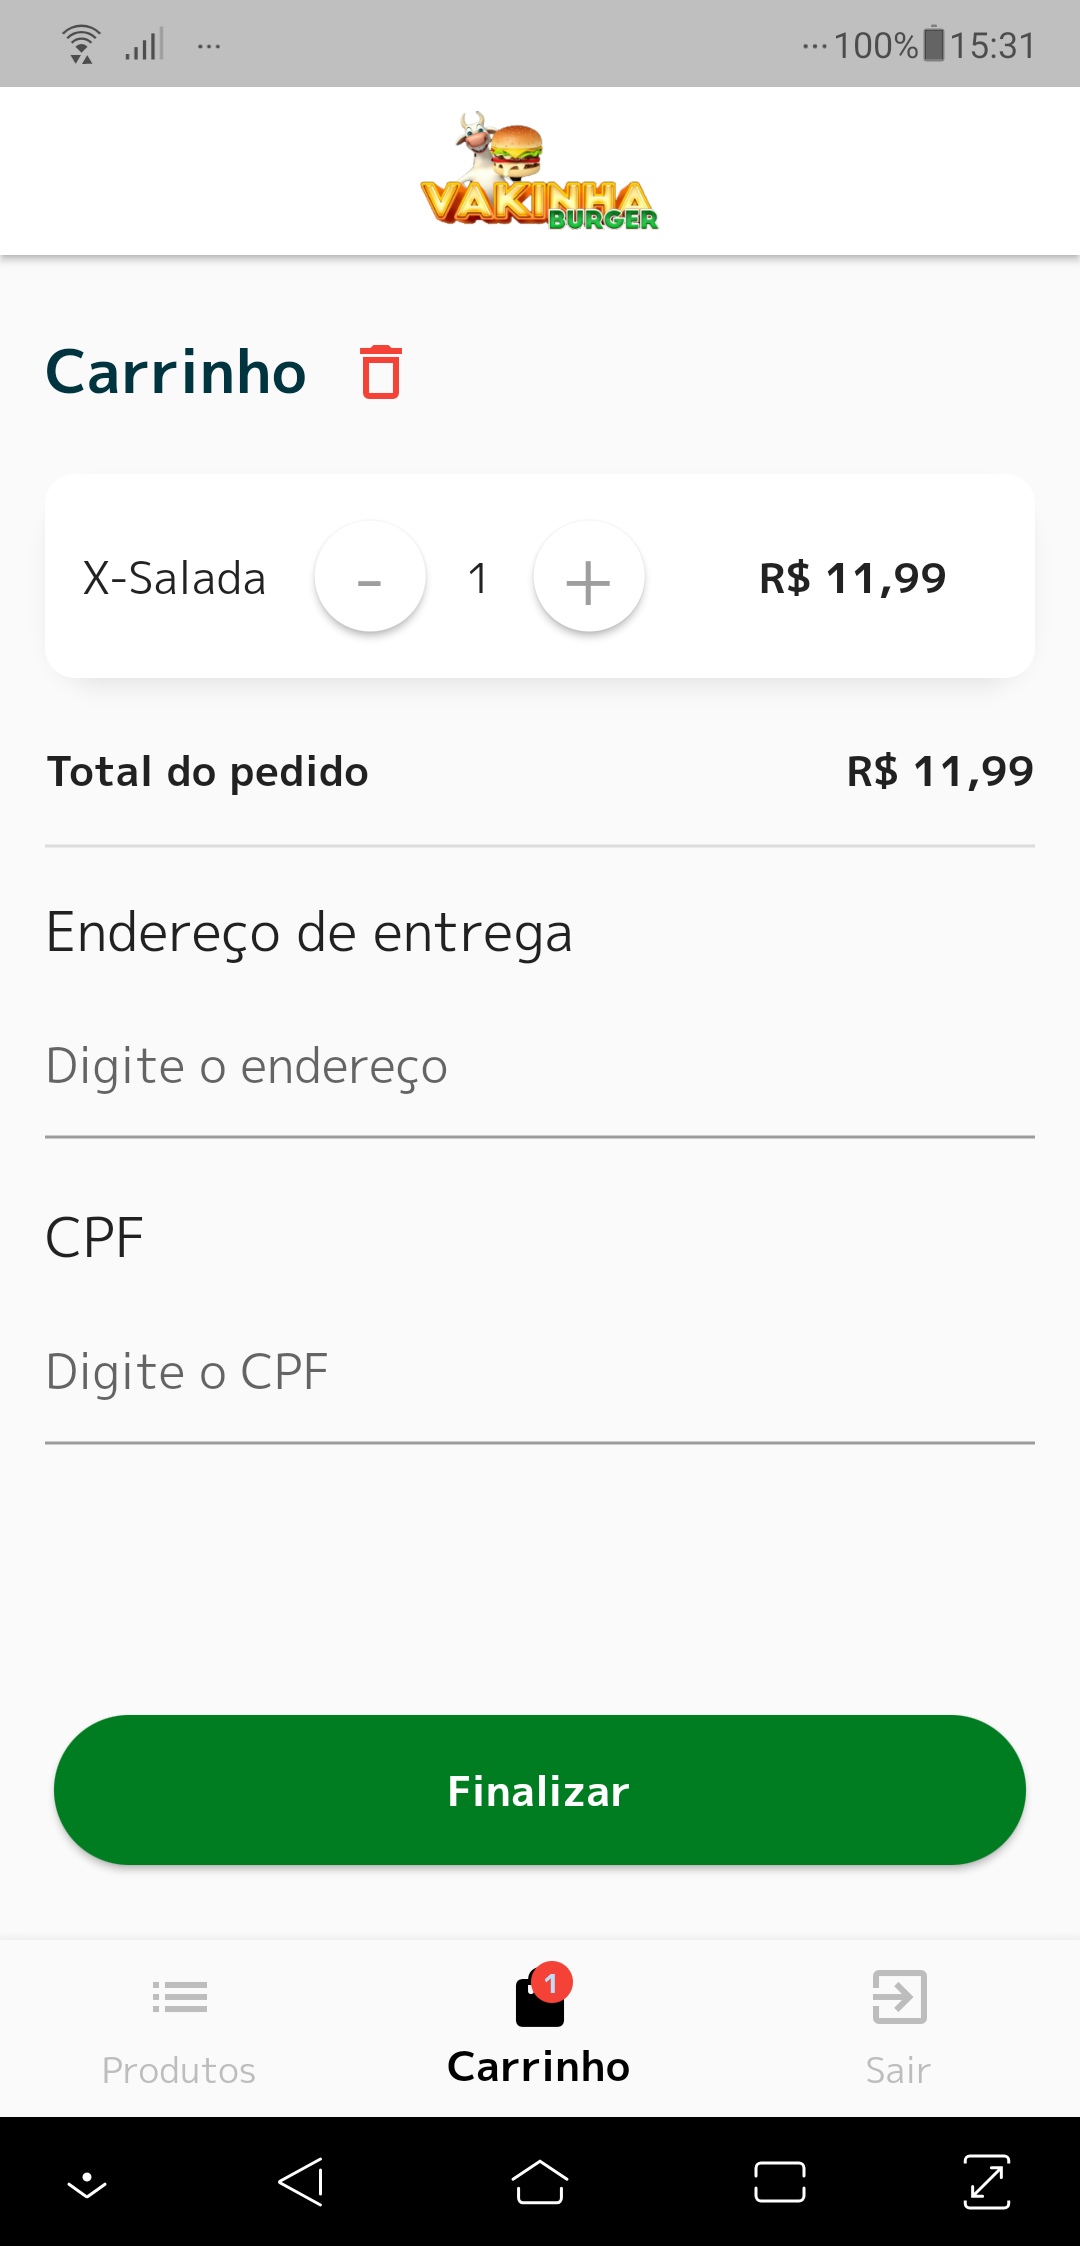 100% 15:31
VAKINHA
BURGER
Carrinho
X-Salada - 1 + R$ 11,99
Total do pedido R$ 11,99
Endereço de entrega
Digite o endereço
CPF
Digite o CPF
Finalizar
1
Produtos Carrinho Sair